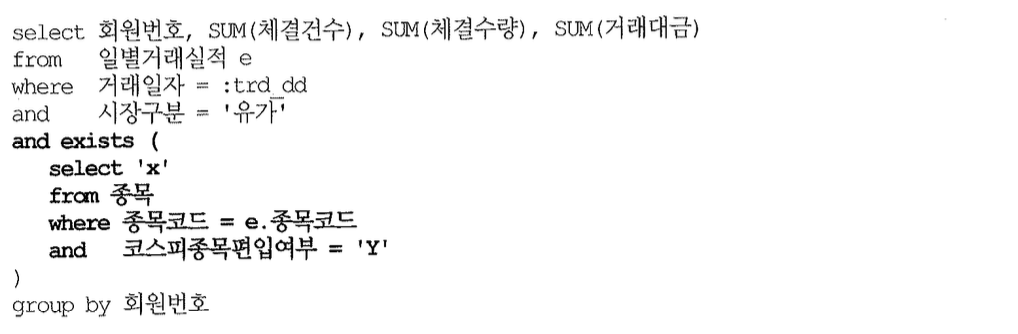 select 회원번호, SUM(체결건수), SUM(체결수량), SUM(거래대금)
from 일별거래실적 e
where 거래일자 = :trd_dd
and 시장구분 = '유가'
and exists (
select 'x'
from 종목
where 종목코드 = e.종목코드
and 코스피종목편입여부 = 'Y'
)
group by 회원번호